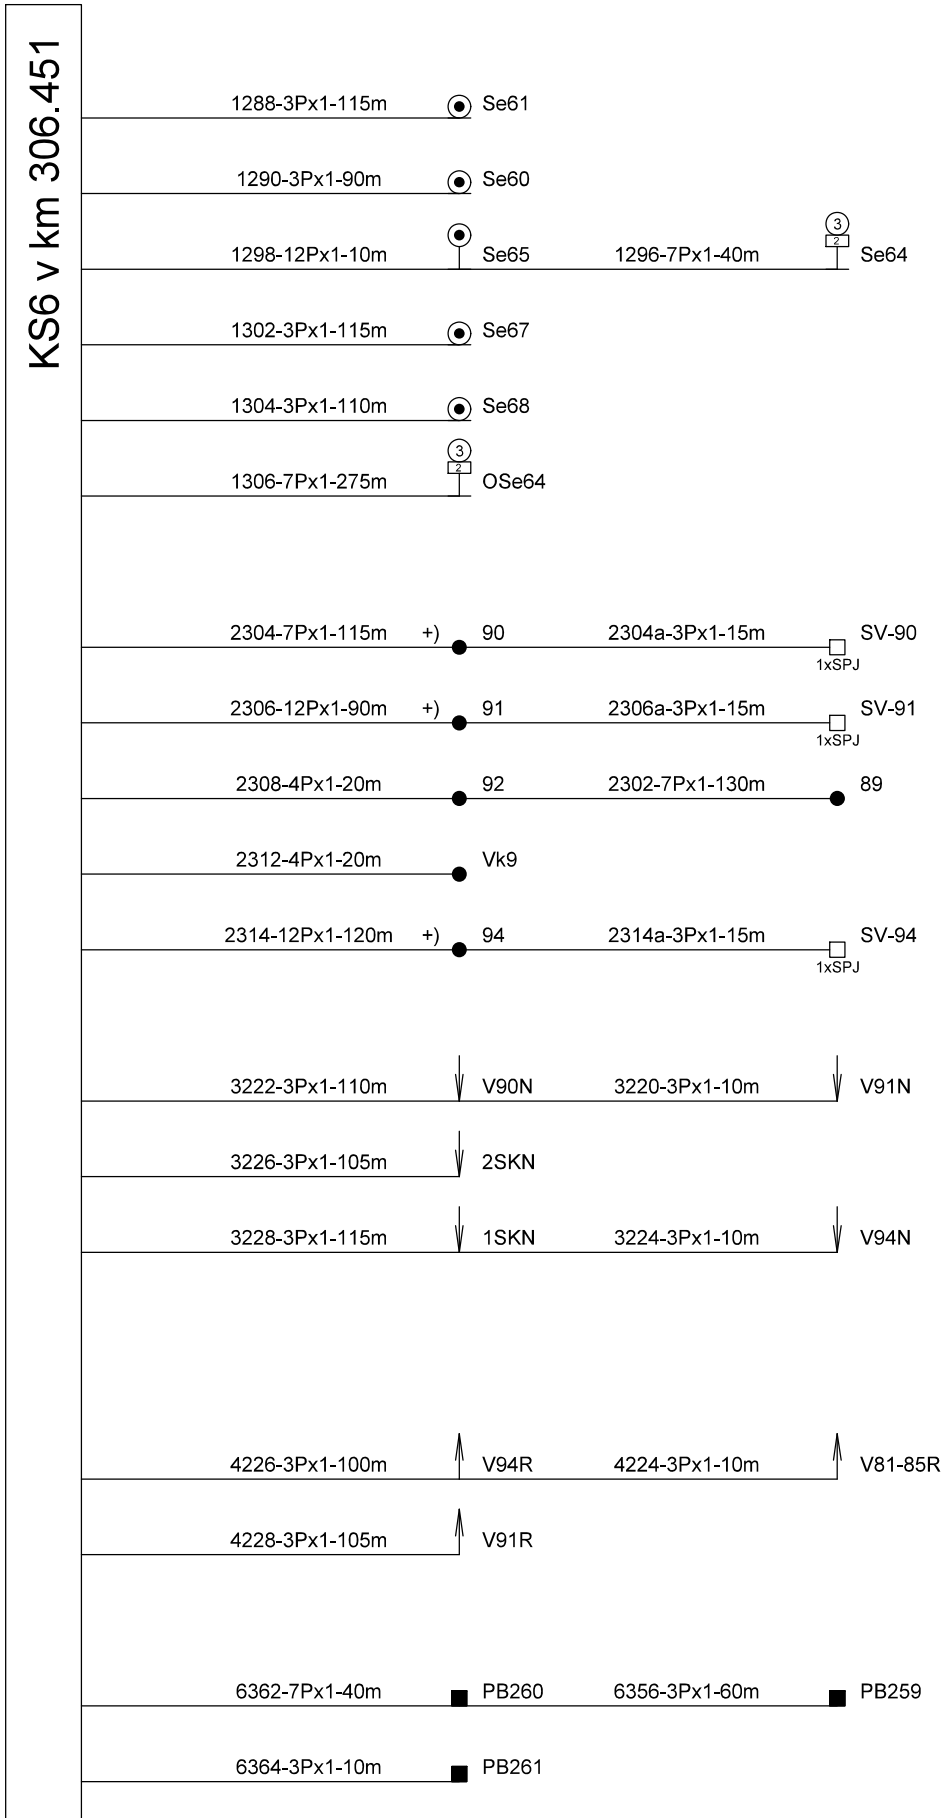 KS6 v km 306.451
1288-3Px1-115m Se61
1290-3Px1-90m Se60
3
2
1298-12Px1-10m Se65 1296-7Px1-40m Se64
1302-3Px1-115m Se67
1304-3Px1-110m Se68
3
2
1306-7Px1-275m OSe64
2304-7Px1-115m +) 90 2304a-3Px1-15m SV-90
1xSPJ
2306-12Px1-90m +) 91 2306a-3Px1-15m SV-91
1xSPJ
2308-4Px1-20m 92 2302-7Px1-130m 89
2312-4Px1-20m Vk9
2314-12Px1-120m +) 94 2314a-3Px1-15m SV-94
1xSPJ
3222-3Px1-110m V90N 3220-3Px1-10m V91N
3226-3Px1-105m 2SKN
3228-3Px1-115m 1SKN 3224-3Px1-10m V94N
4226-3Px1-100m V94R 4224-3Px1-10m V81-85R
4228-3Px1-105m V91R
6362-7Px1-40m PB260 6356-3Px1-60m PB259
6364-3Px1-10m PB261